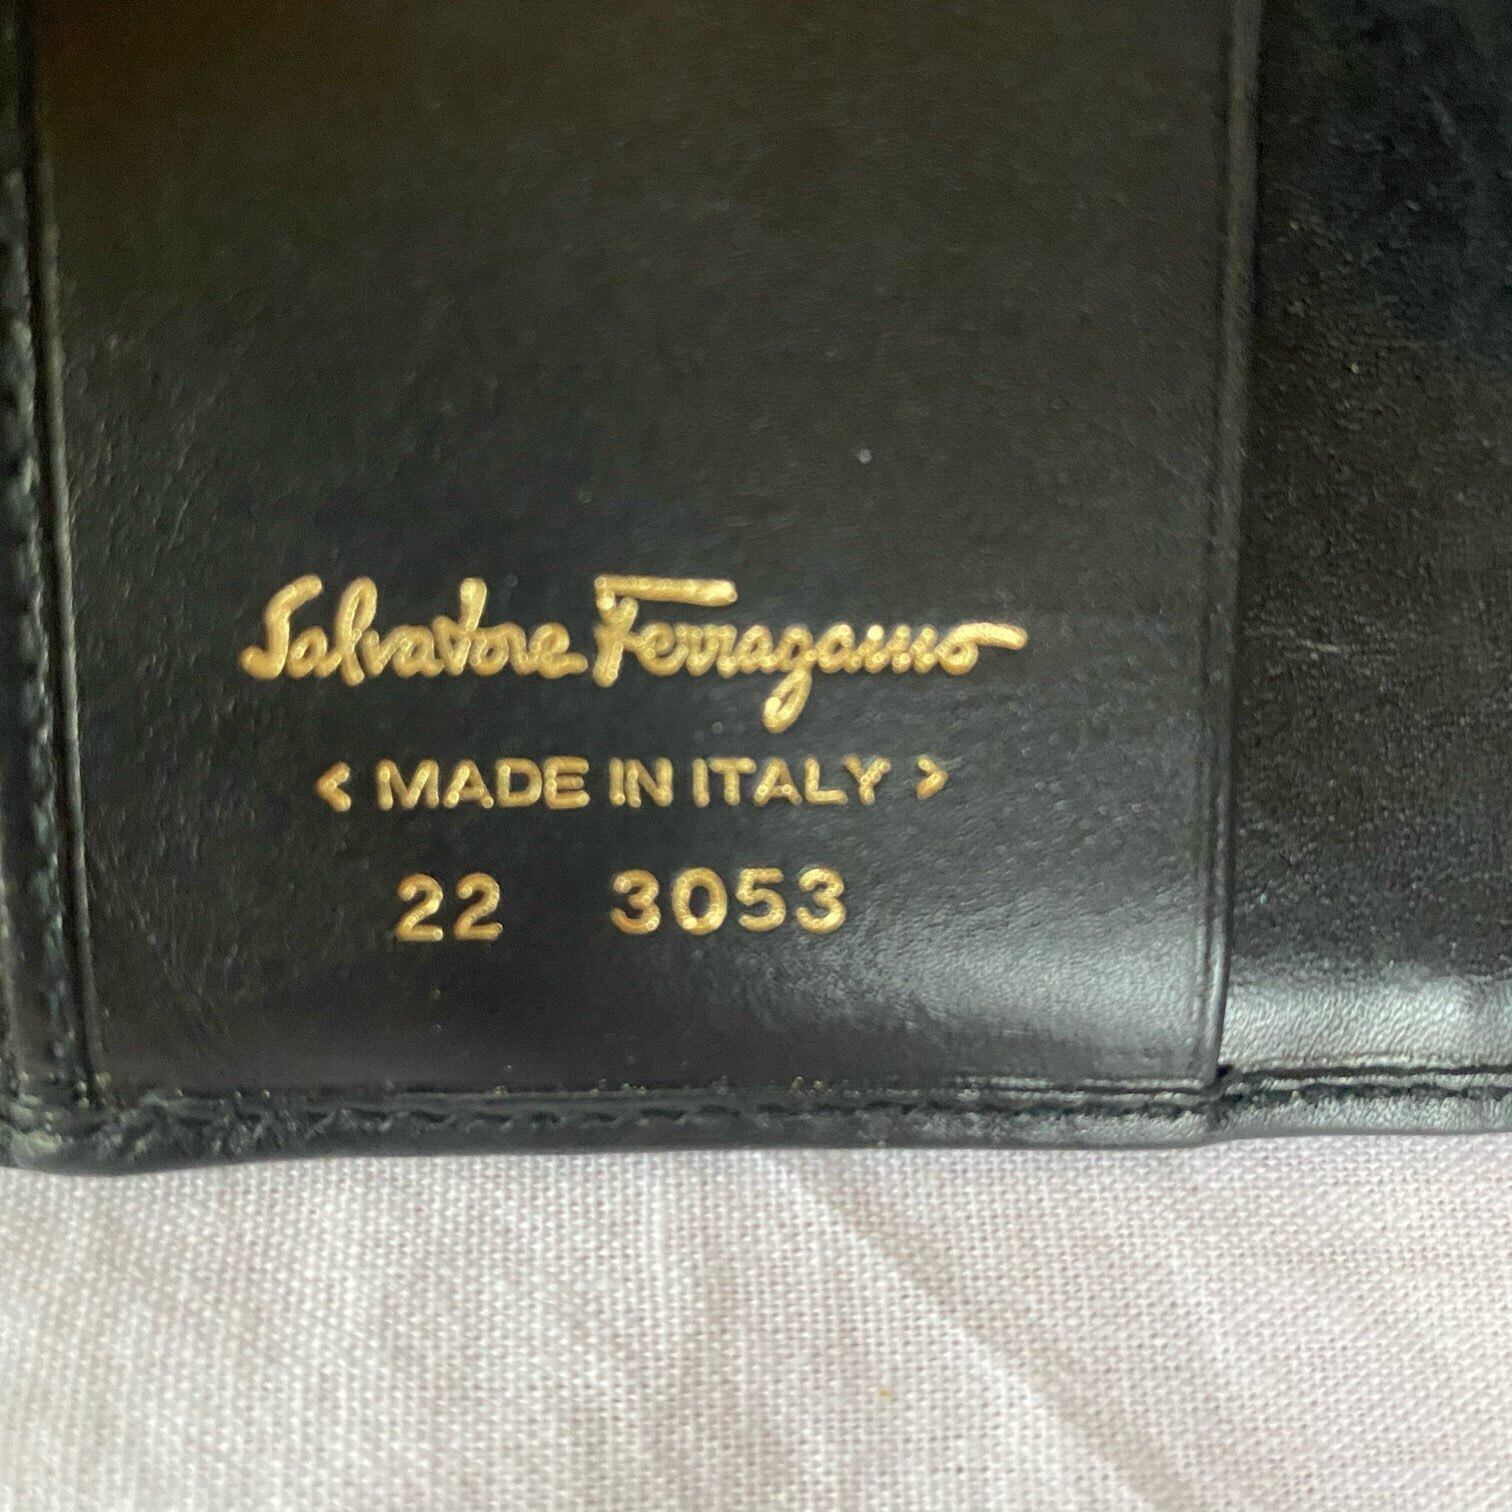 Salvatore Ferragamo
< MADE IN ITALY >
22 3053